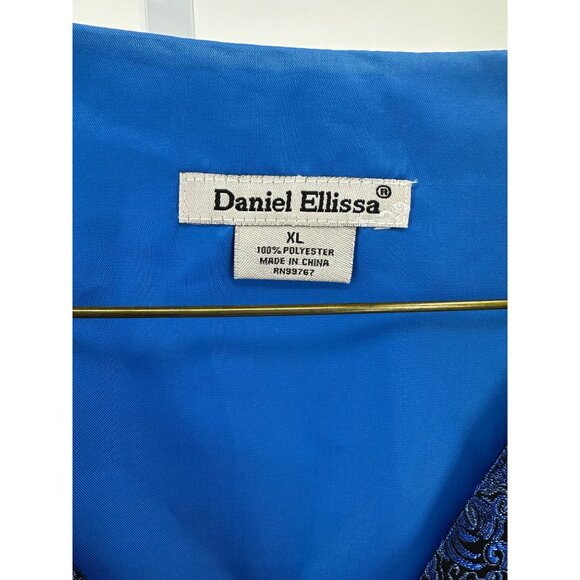 Daniel Ellissa®
XL
100% POLYESTER
MADE IN CHINA
RN99767